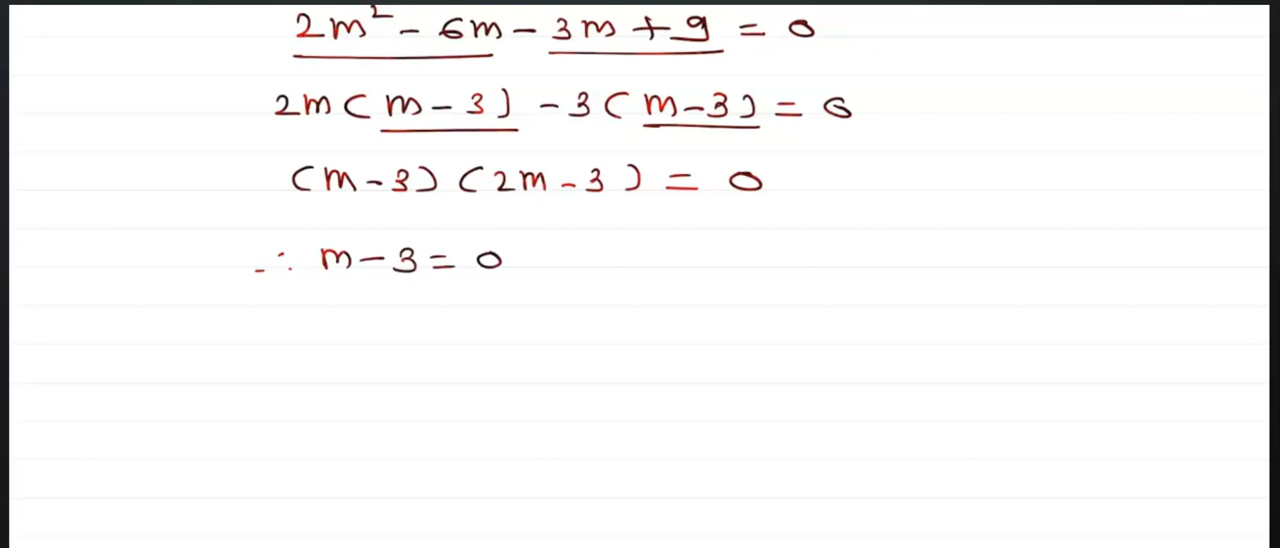 2m² - 6m - 3m + 9 = 0
2m(m - 3) - 3(m - 3) = 0
(m - 3)(2m - 3) = 0
∴ m - 3 = 0